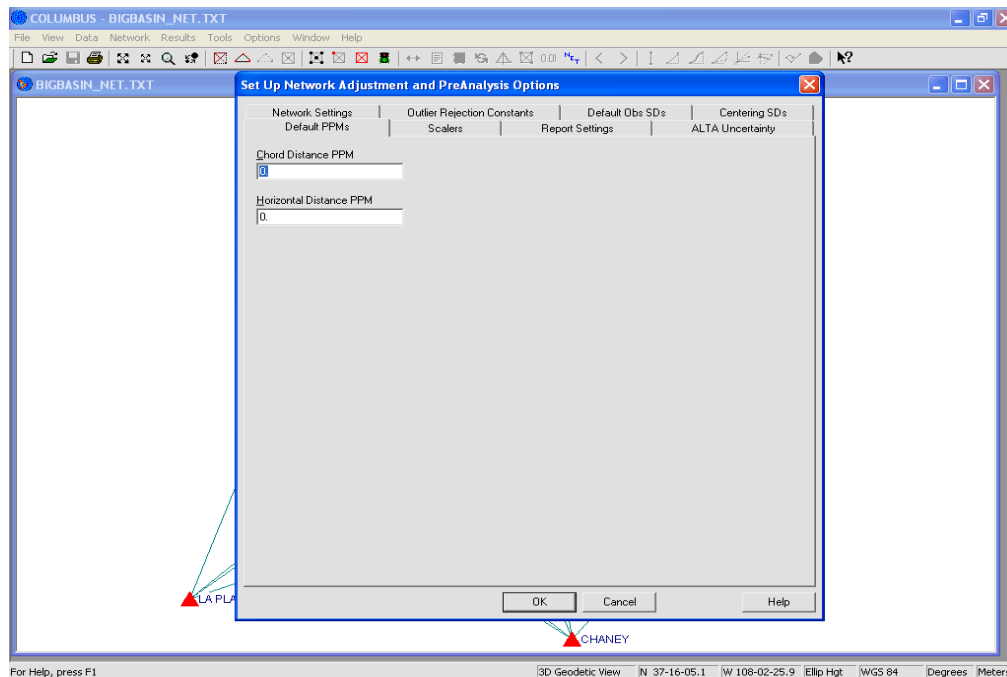 COLUMBUS - BIGBASIN_NET.TXT
File View Data Network Results Tools Options Window Help
0.01
BIGBASIN_NET.TXT
Set Up Network Adjustment and PreAnalysis Options
Network Settings Outlier Rejection Constants Default Obs SDs Centering SDs
Default PPMs Scalers Report Settings ALTA Uncertainty
Chord Distance PPM
0.
Horizontal Distance PPM
0.
LA PLA
OK Cancel Help
CHANEY
For Help, press F1 3D Geodetic View N 37-16-05.1 W 108-02-25.9 Ellip Hgt WGS 84 Degrees Meter